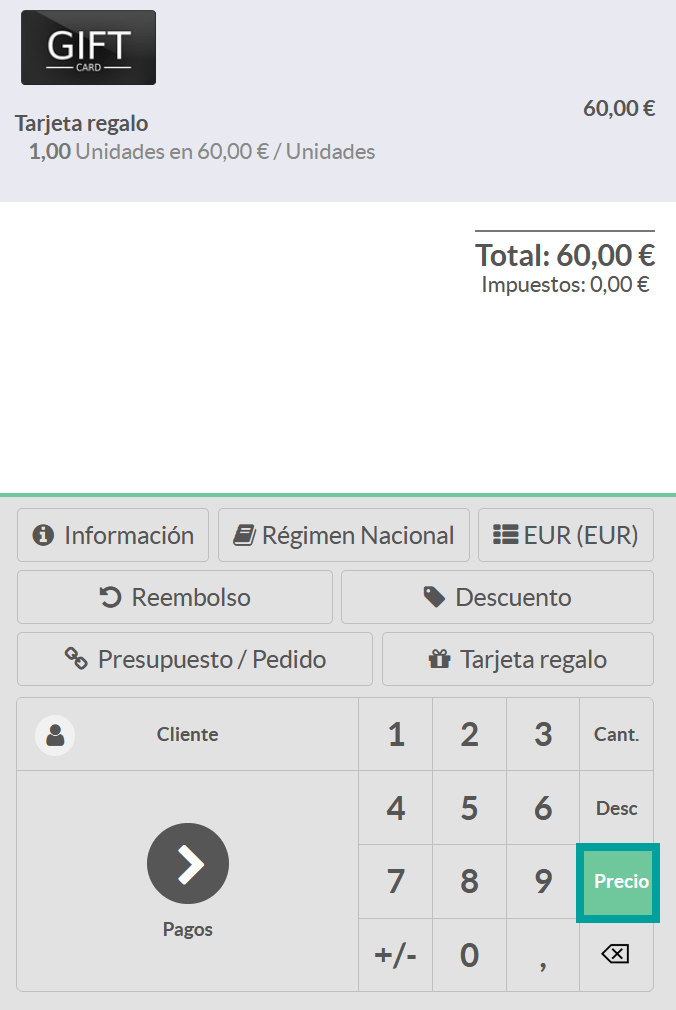 GIFT
CARD
60,00 €
Tarjeta regalo
1,00 Unidades en 60,00 € / Unidades
Total: 60,00 €
Impuestos: 0,00 €
Información Régimen Nacional EUR (EUR)
Reembolso Descuento
Presupuesto / Pedido Tarjeta regalo
Cliente 1 2 3 Cant.
4 5 6 Desc
7 8 9 Precio
Pagos
+/- 0 ,